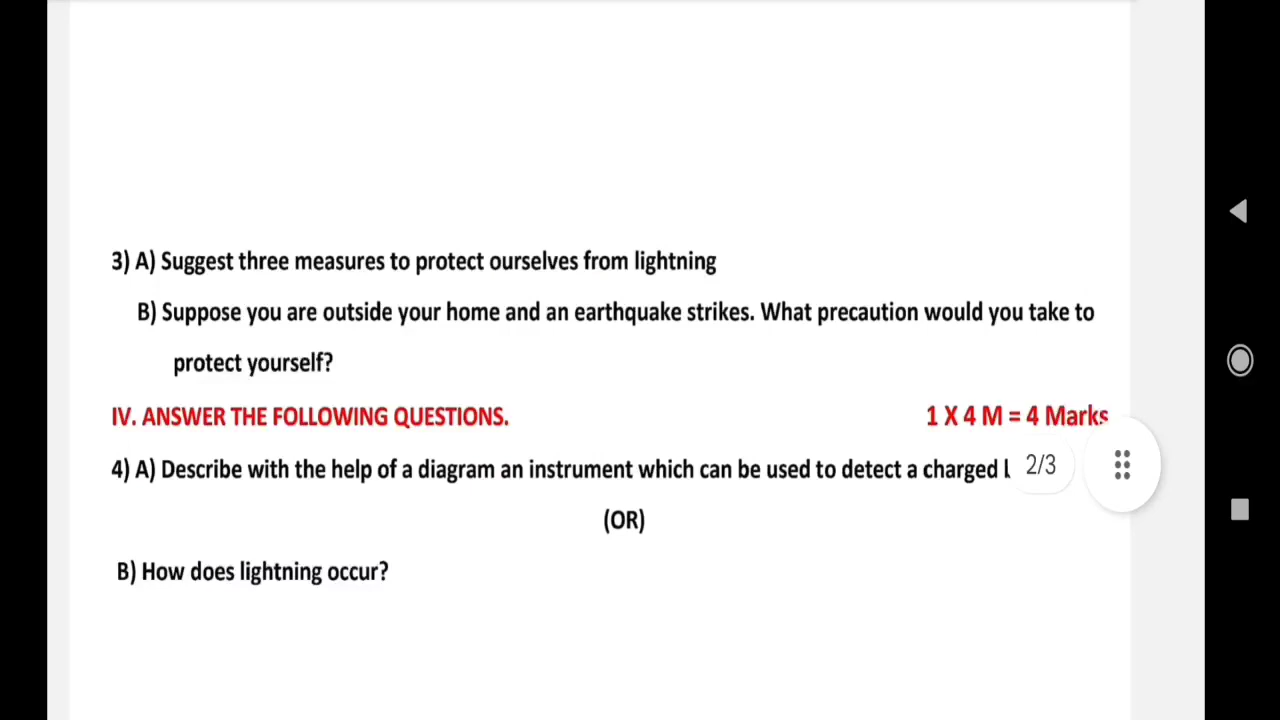 3) A) Suggest three measures to protect ourselves from lightning
B) Suppose you are outside your home and an earthquake strikes. What precaution would you take to
protect yourself?
IV. ANSWER THE FOLLOWING QUESTIONS. 1 X 4 M = 4 Marks
4) A) Describe with the help of a diagram an instrument which can be used to detect a charged
2/3
(OR)
B) How does lightning occur?